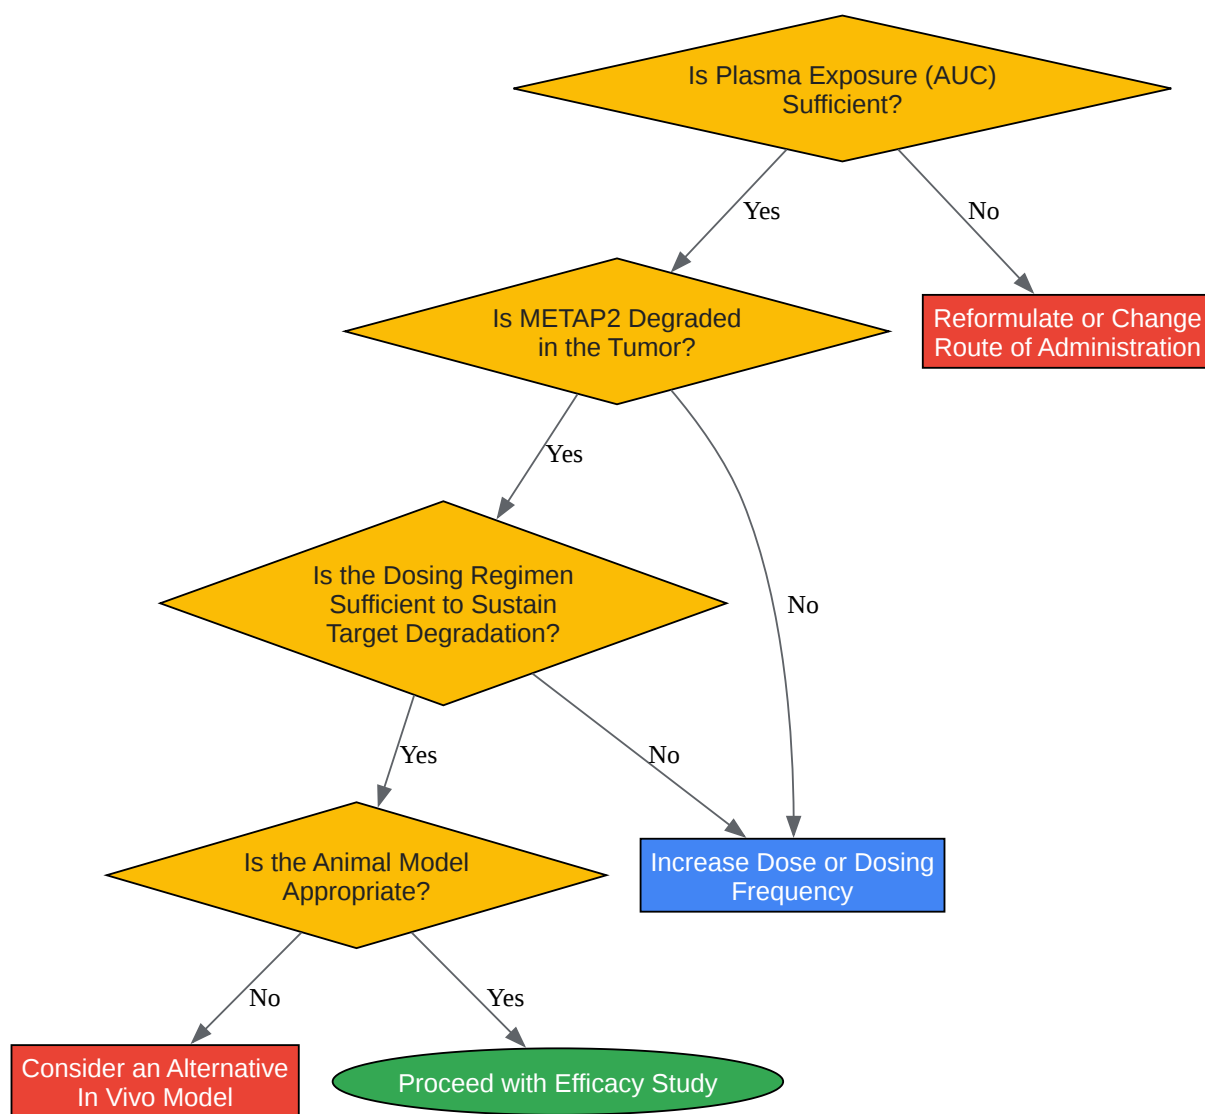 Is Plasma Exposure (AUC)
Sufficient?
Yes
No
Is METAP2 Degraded
in the Tumor?
Reformulate or Change
Route of Administration
Yes
No
Is the Dosing Regimen
Sufficient to Sustain
Target Degradation?
Yes
No
Is the Animal Model
Appropriate?
Increase Dose or Dosing
Frequency
No
Yes
Consider an Alternative
In Vivo Model
Proceed with Efficacy Study